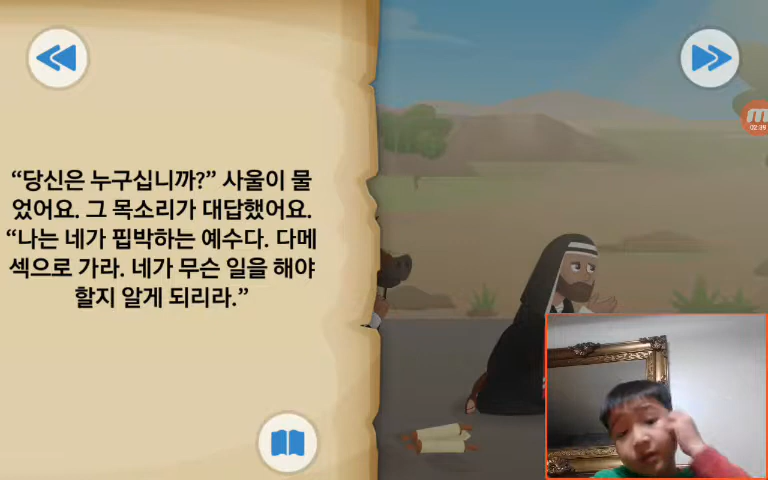 “당신은 누구십니까?” 사울이 물
었어요. 그 목소리가 대답했어요.
“나는 네가 핍박하는 예수다. 다메
섹으로 가라. 네가 무슨 일을 해야
할지 알게 되리라.”
02:39